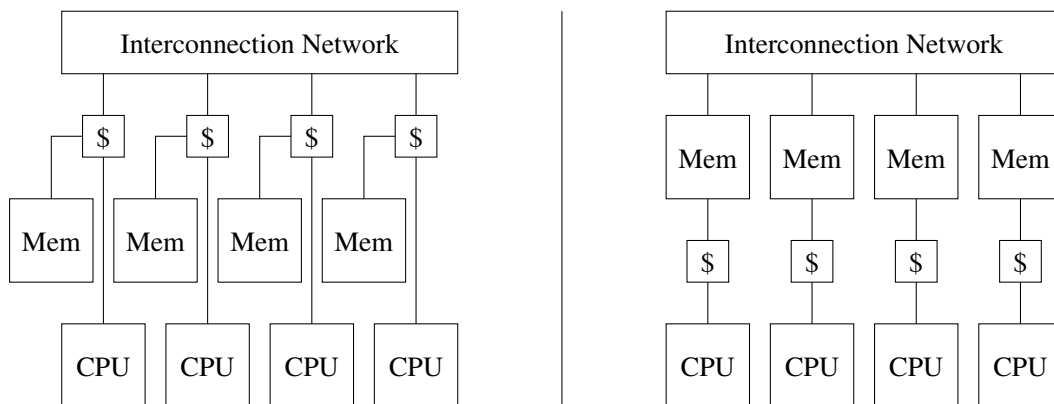 Interconnection Network
$ $ $ $
Mem Mem Mem Mem
CPU CPU CPU CPU
Interconnection Network
Mem Mem Mem Mem
$ $ $ $
CPU CPU CPU CPU